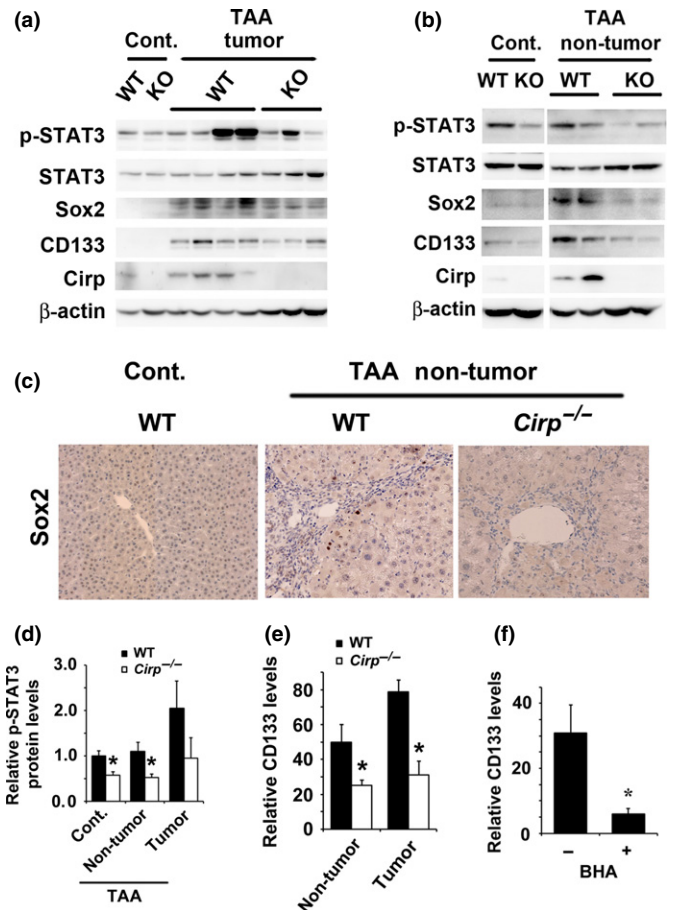 (a)
TAA
Cont. tumor
WT KO WT KO
p-STAT3
STAT3
Sox2
CD133
Cirp
β-actin
(b)
TAA
Cont. non-tumor
WT KO WT KO
p-STAT3
STAT3
Sox2
CD133
Cirp
β-actin
(c)
Cont. TAA non-tumor
WT WT Cirp–/–
Sox2
(d)
WT
Cirp–/–
Relative p-STAT3
protein levels
3.0
2.0
1.0
0.0
*
*
Cont. Non-tumor Tumor
TAA
(e)
WT
Cirp–/–
Relative CD133 levels
80
60
40
20
0
*
*
Non-tumor Tumor
(f)
Relative CD133 levels
40
20
0
*
– +
BHA